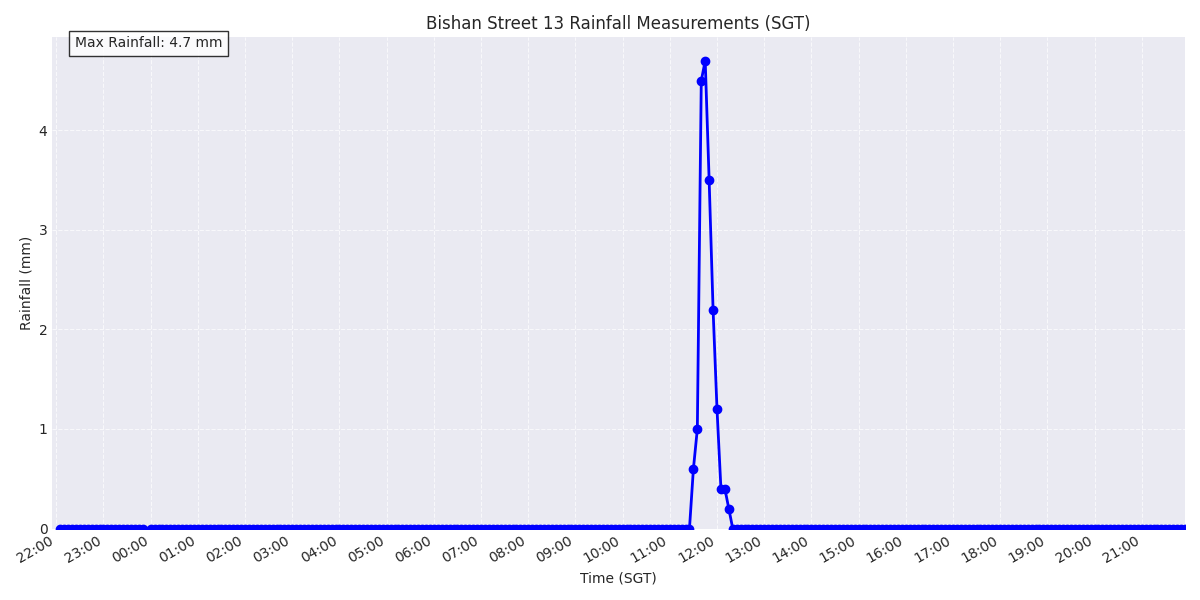 Bishan Street 13 Rainfall Measurements (SGT)
Max Rainfall: 4.7 mm
Rainfall (mm)
4
3
2
1
0
22:00 23:00 00:00 01:00 02:00 03:00 04:00 05:00 06:00 07:00 08:00 09:00 10:00 11:00 12:00 13:00 14:00 15:00 16:00 17:00 18:00 19:00 20:00 21:00
Time (SGT)